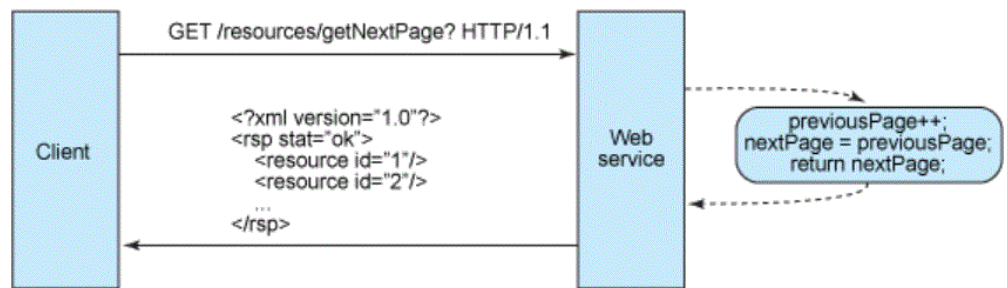 GET /resources/getNextPage? HTTP/1.1
Client
<?xml version="1.0"?>
<rsp stat="ok">
<resource id="1"/>
<resource id="2"/>
...
</rsp>
Web
service
previousPage++;
nextPage = previousPage;
return nextPage;